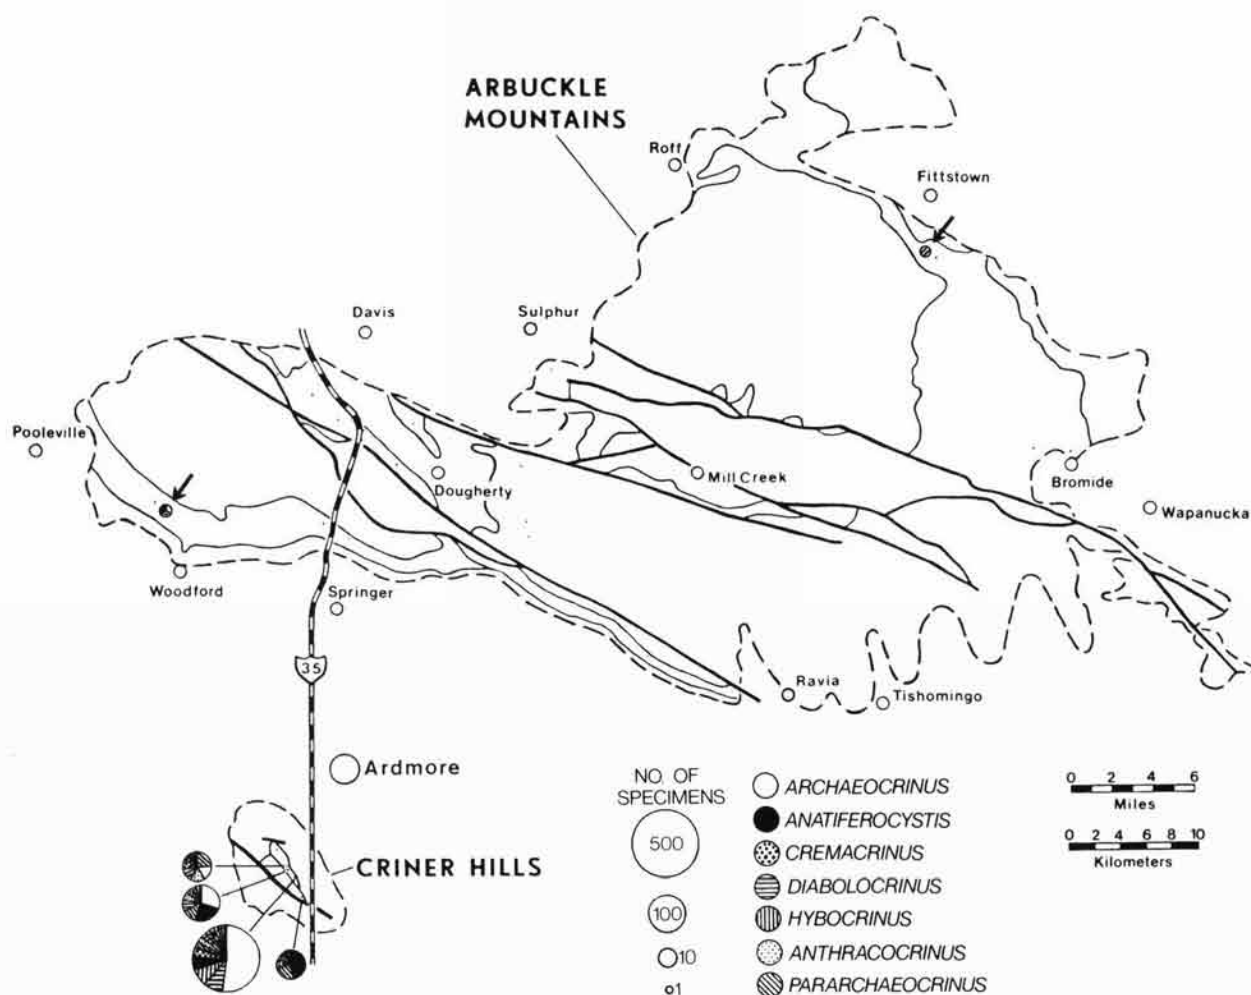 ARBUCKLE
MOUNTAINS
Roff
Fittstown
Davis
Sulphur
Pooleville
Dougherty
Mill Creek
Bromide
Wapanucka
Woodford
Springer
35
Ravia
Tishomingo
Ardmore
CRINER HILLS
NO. OF
SPECIMENS
500
100
10
1
ARCHAEOCRINUS
ANATIFEROCYSTIS
CREMACRINUS
DIABOLOCRINUS
HYBOCRINUS
ANTHRACOCRINUS
PARARCHAEOCRINUS
0 2 4 6
Miles
0 2 4 6 8 10
Kilometers